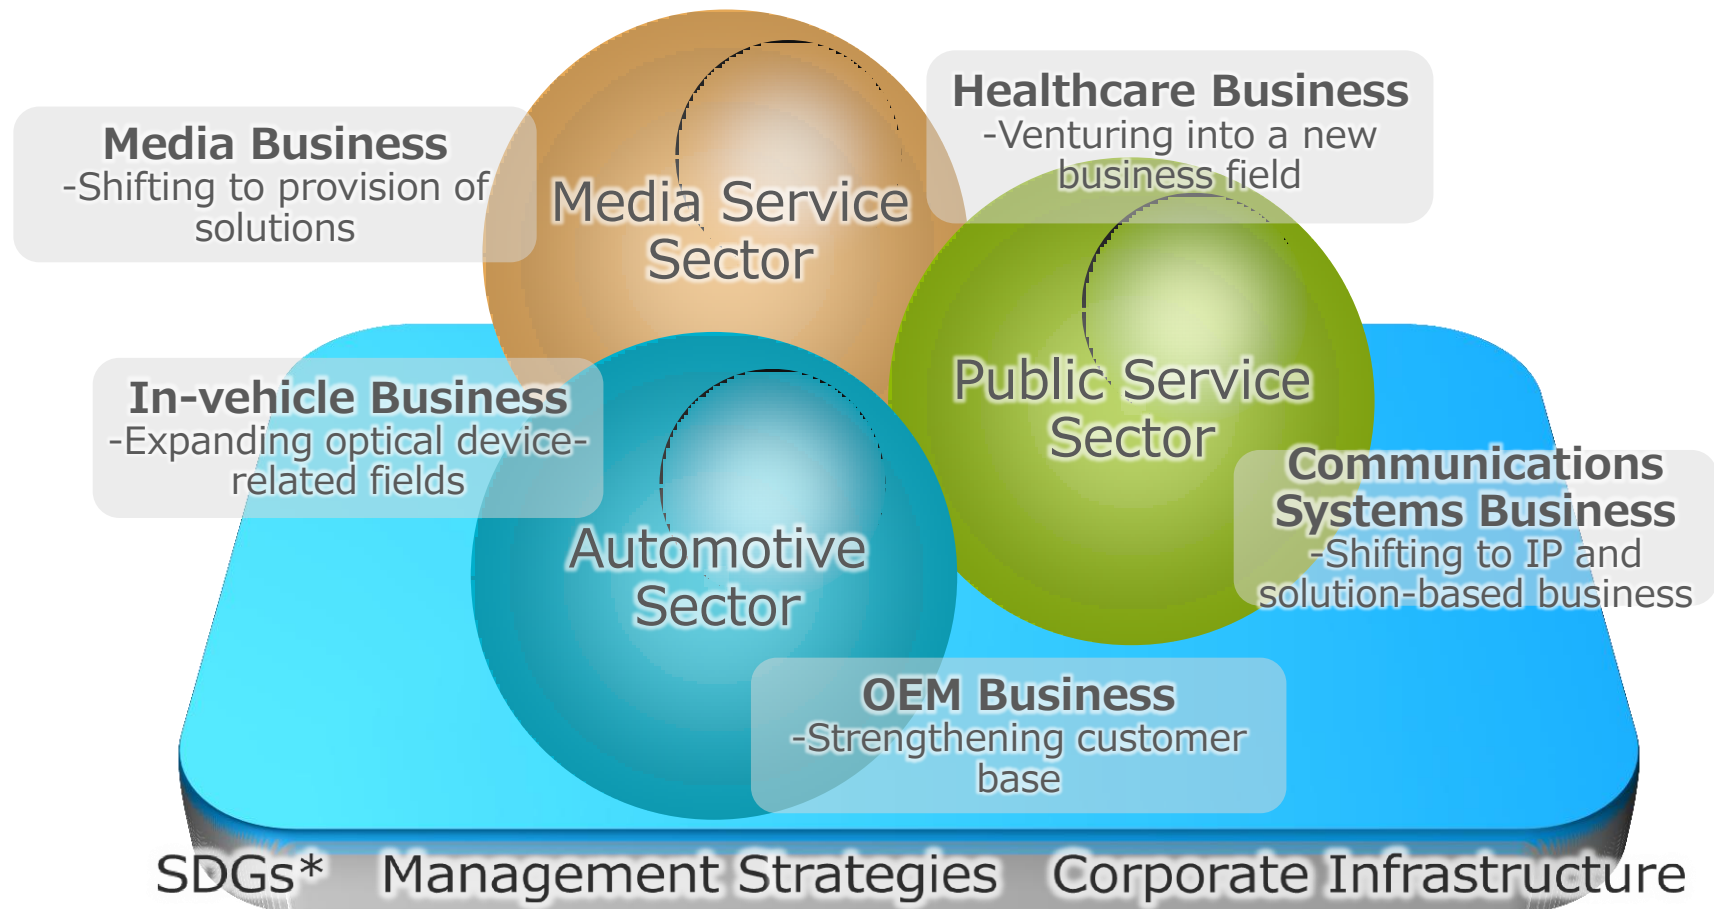 Healthcare Business
-Venturing into a new
business field
Media Business
-Shifting to provision of
solutions
Media Service
Sector
In-vehicle Business
-Expanding optical device-
related fields
Public Service
Sector
Communications
Systems Business
-Shifting to IP and
solution-based business
Automotive
Sector
OEM Business
-Strengthening customer
base
SDGs* Management Strategies Corporate Infrastructure